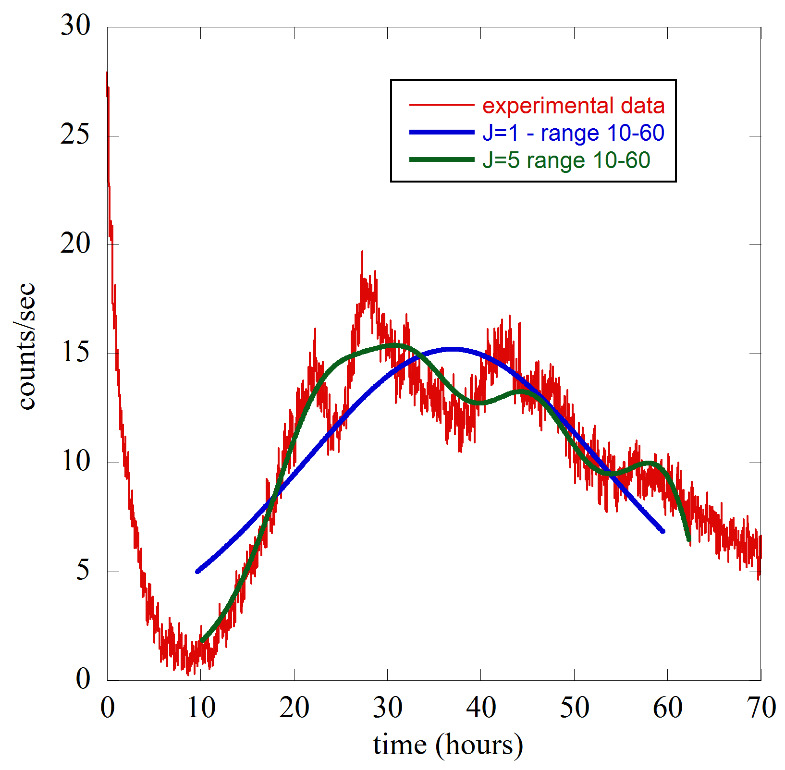 30
25
20
15
10
5
0
counts/sec
experimental data
J=1 - range 10-60
J=5 range 10-60
0 10 20 30 40 50 60 70
time (hours)